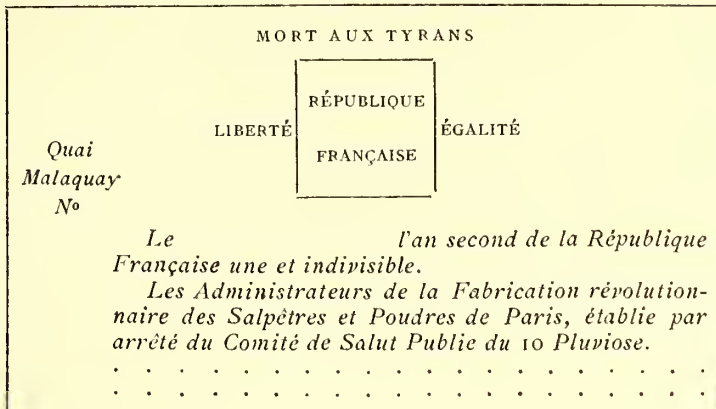 MORT AUX TYRANS
RÉPUBLIQUE
LIBERTÉ ÉGALITÉ
FRANÇAISE
Quai
Malaquay
Nº
Le l'an second de la République
Française une et indivisible.
Les Administrateurs de la Fabrication révolution-
naire des Salpêtres et Poudres de Paris, établie par
arrêté du Comité de Salut Public du 10 Pluviose.
. . . . . . . . . . . . . . . . . .
. . . . . . . . . . . . . . . . . .